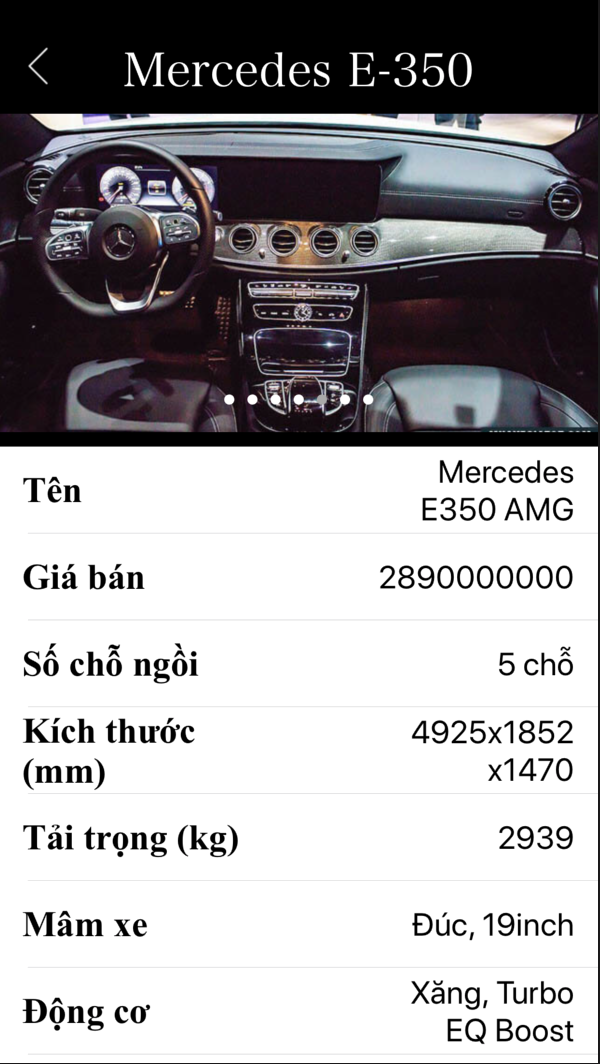 Mercedes E-350
Tên
Mercedes
E350 AMG
Giá bán
2890000000
Số chỗ ngồi
5 chỗ
Kích thước
(mm)
4925x1852
x1470
Tải trọng (kg)
2939
Mâm xe
Đúc, 19inch
Động cơ
Xăng, Turbo
EQ Boost